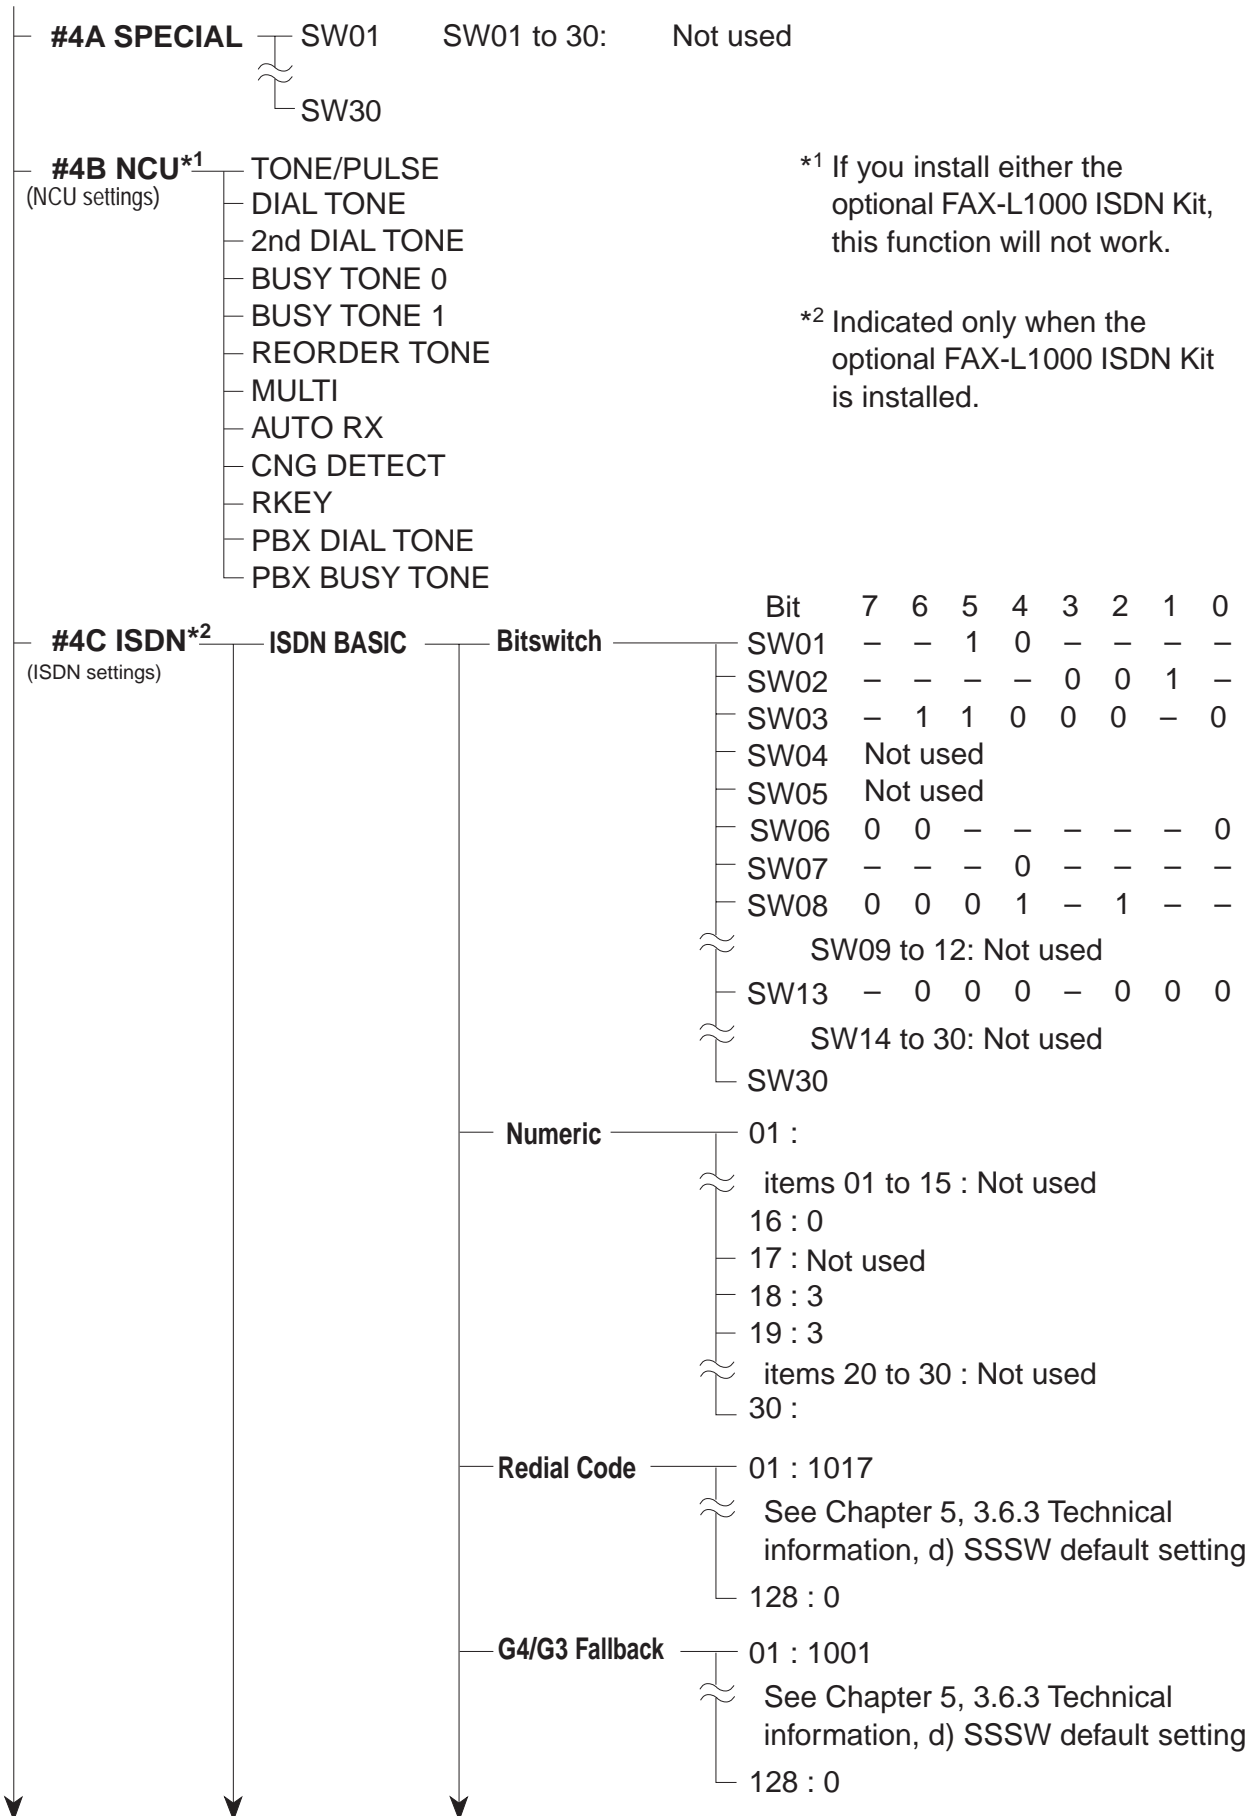 #4A SPECIAL SW01 SW01 to 30: Not used
SW30
#4B NCU*1 TONE/PULSE
(NCU settings)
DIAL TONE
2nd DIAL TONE
BUSY TONE 0
BUSY TONE 1
REORDER TONE
MULTI
AUTO RX
CNG DETECT
RKEY
PBX DIAL TONE
PBX BUSY TONE
*1 If you install either the
optional FAX-L1000 ISDN Kit,
this function will not work.
*2 Indicated only when the
optional FAX-L1000 ISDN Kit
is installed.
Bit 7 6 5 4 3 2 1 0
#4C ISDN*2 ISDN BASIC Bitswitch SW01 – – 1 0 – – – –
(ISDN settings)
SW02 – – – – 0 0 1 –
SW03 – 1 1 0 0 0 – 0
SW04 Not used
SW05 Not used
SW06 0 0 – – – – – 0
SW07 – – – 0 – – – –
SW08 0 0 0 1 – 1 – –
SW09 to 12: Not used
SW13 – 0 0 0 – 0 0 0
SW14 to 30: Not used
SW30
Numeric 01 :
items 01 to 15 : Not used
16 : 0
17 : Not used
18 : 3
19 : 3
items 20 to 30 : Not used
30 :
Redial Code 01 : 1017
See Chapter 5, 3.6.3 Technical
information, d) SSSW default setting
128 : 0
G4/G3 Fallback 01 : 1001
See Chapter 5, 3.6.3 Technical
information, d) SSSW default setting
128 : 0